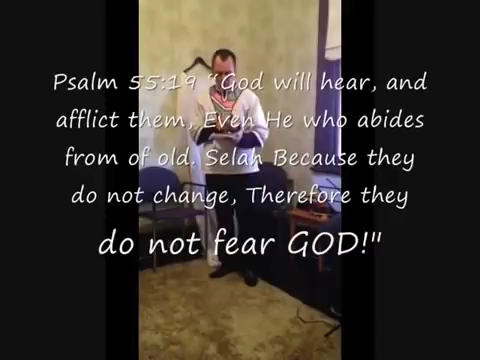 Psalm 55:19 “God will hear, and
afflict them, Even He who abides
from of old. Selah Because they
do not change, Therefore they
do not fear GOD!"